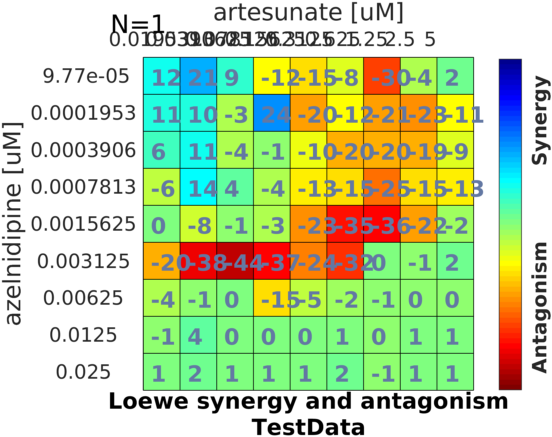 artesunate [uM]
N=1
2.5 5
9.77e-05 12 21 9 -12 -15 -8 -30 -4 2
0.0001953 11 10 -3 24 -20 -12 -21 -23 -11
0.0003906 6 11 -4 -1 -10 -20 -20 -19 -9
0.0007813 -6 14 4 -4 -13 -15 -25 -15 -13
0.0015625 0 -8 -1 -3 -23 -35 -36 -22 -2
0.003125 -20 -38 -44 -37 -24 -32 0 -1 2
0.00625 -4 -1 0 -15 -5 -2 -1 0 0
0.0125 -1 4 0 0 0 1 0 1 1
0.025 1 2 1 1 1 2 -1 1 1
azelnidipine [uM]
Synergy
Antagonism
Loewe synergy and antagonism
TestData